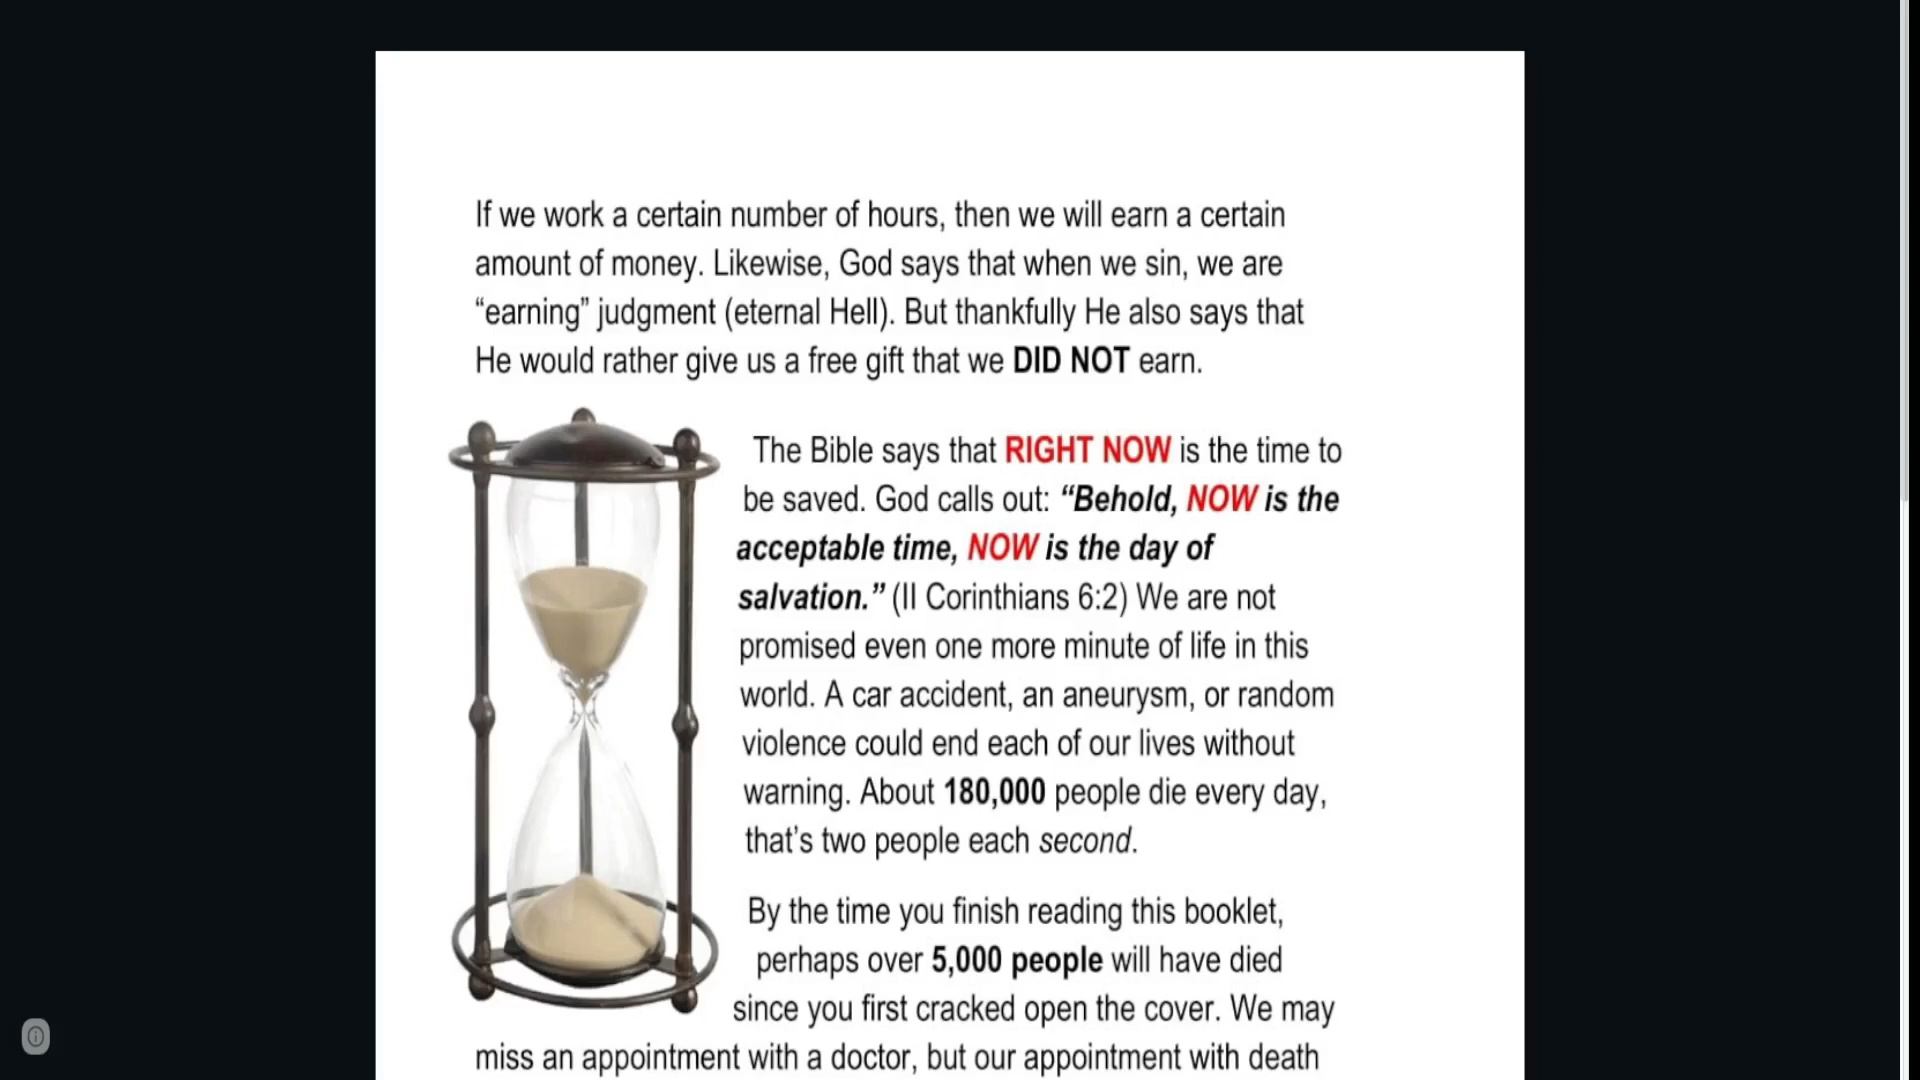 If we work a certain number of hours, then we will earn a certain
amount of money. Likewise, God says that when we sin, we are
“earning” judgment (eternal Hell). But thankfully He also says that
He would rather give us a free gift that we DID NOT earn.
The Bible says that RIGHT NOW is the time to
be saved. God calls out: “Behold, NOW is the
acceptable time, NOW is the day of
salvation.” (II Corinthians 6:2) We are not
promised even one more minute of life in this
world. A car accident, an aneurysm, or random
violence could end each of our lives without
warning. About 180,000 people die every day,
that’s two people each second.
By the time you finish reading this booklet,
perhaps over 5,000 people will have died
since you first cracked open the cover. We may
miss an appointment with a doctor, but our appointment with death